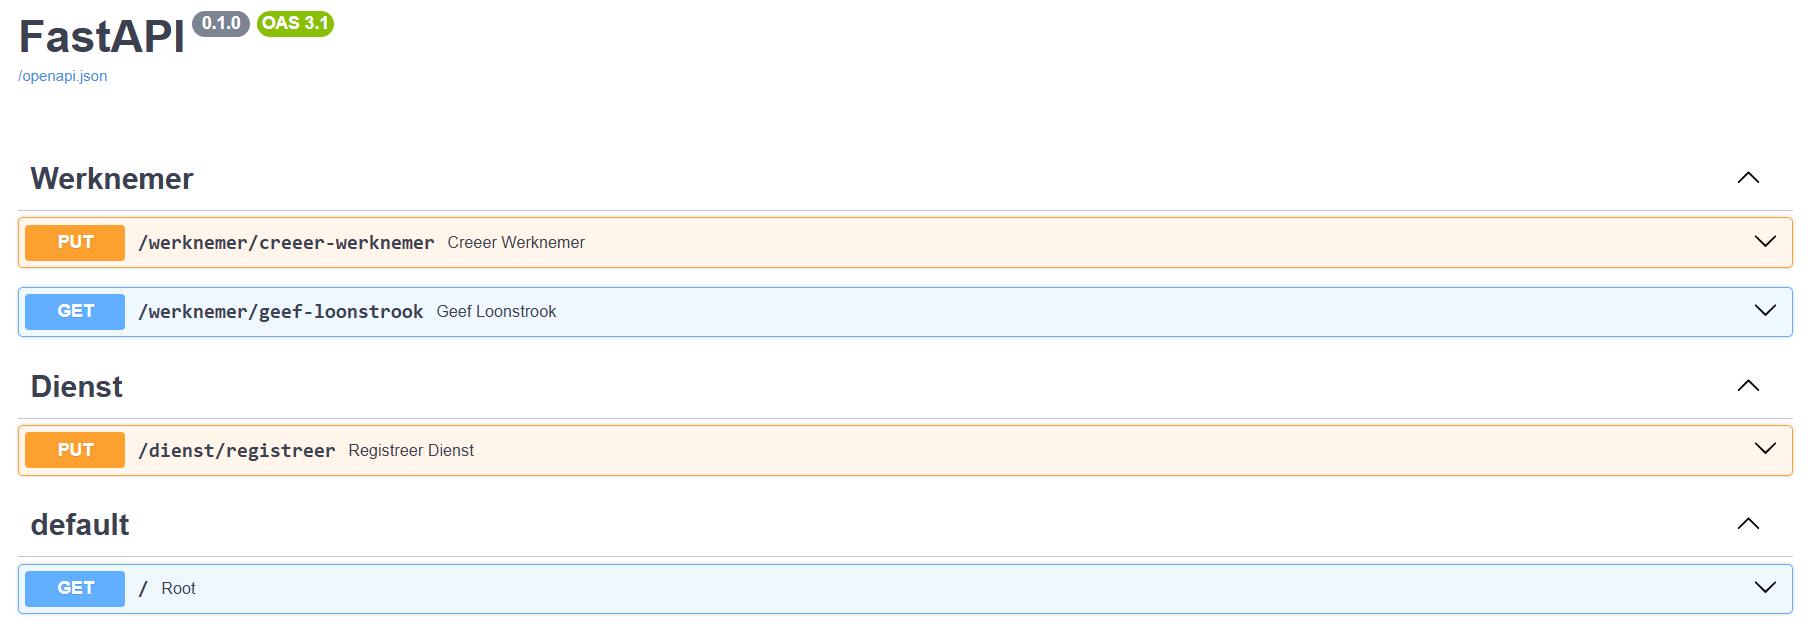 FastAPI 0.1.0 OAS 3.1
/openapi.json
Werknemer
PUT /werknemer/creeer-werknemer Creeer Werknemer
GET /werknemer/geef-loonstrook Geef Loonstrook
Dienst
PUT /dienst/registreer Registreer Dienst
default
GET / Root